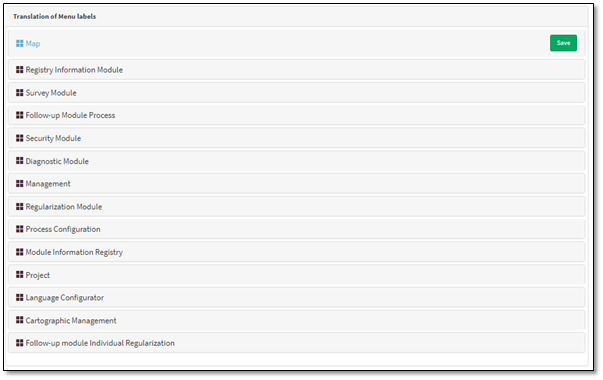 Translation of Menu labels
Map
Save
Registry Information Module
Survey Module
Follow-up Module Process
Security Module
Diagnostic Module
Management
Regularization Module
Process Configuration
Module Information Registry
Project
Language Configurator
Cartographic Management
Follow-up module Individual Regularization